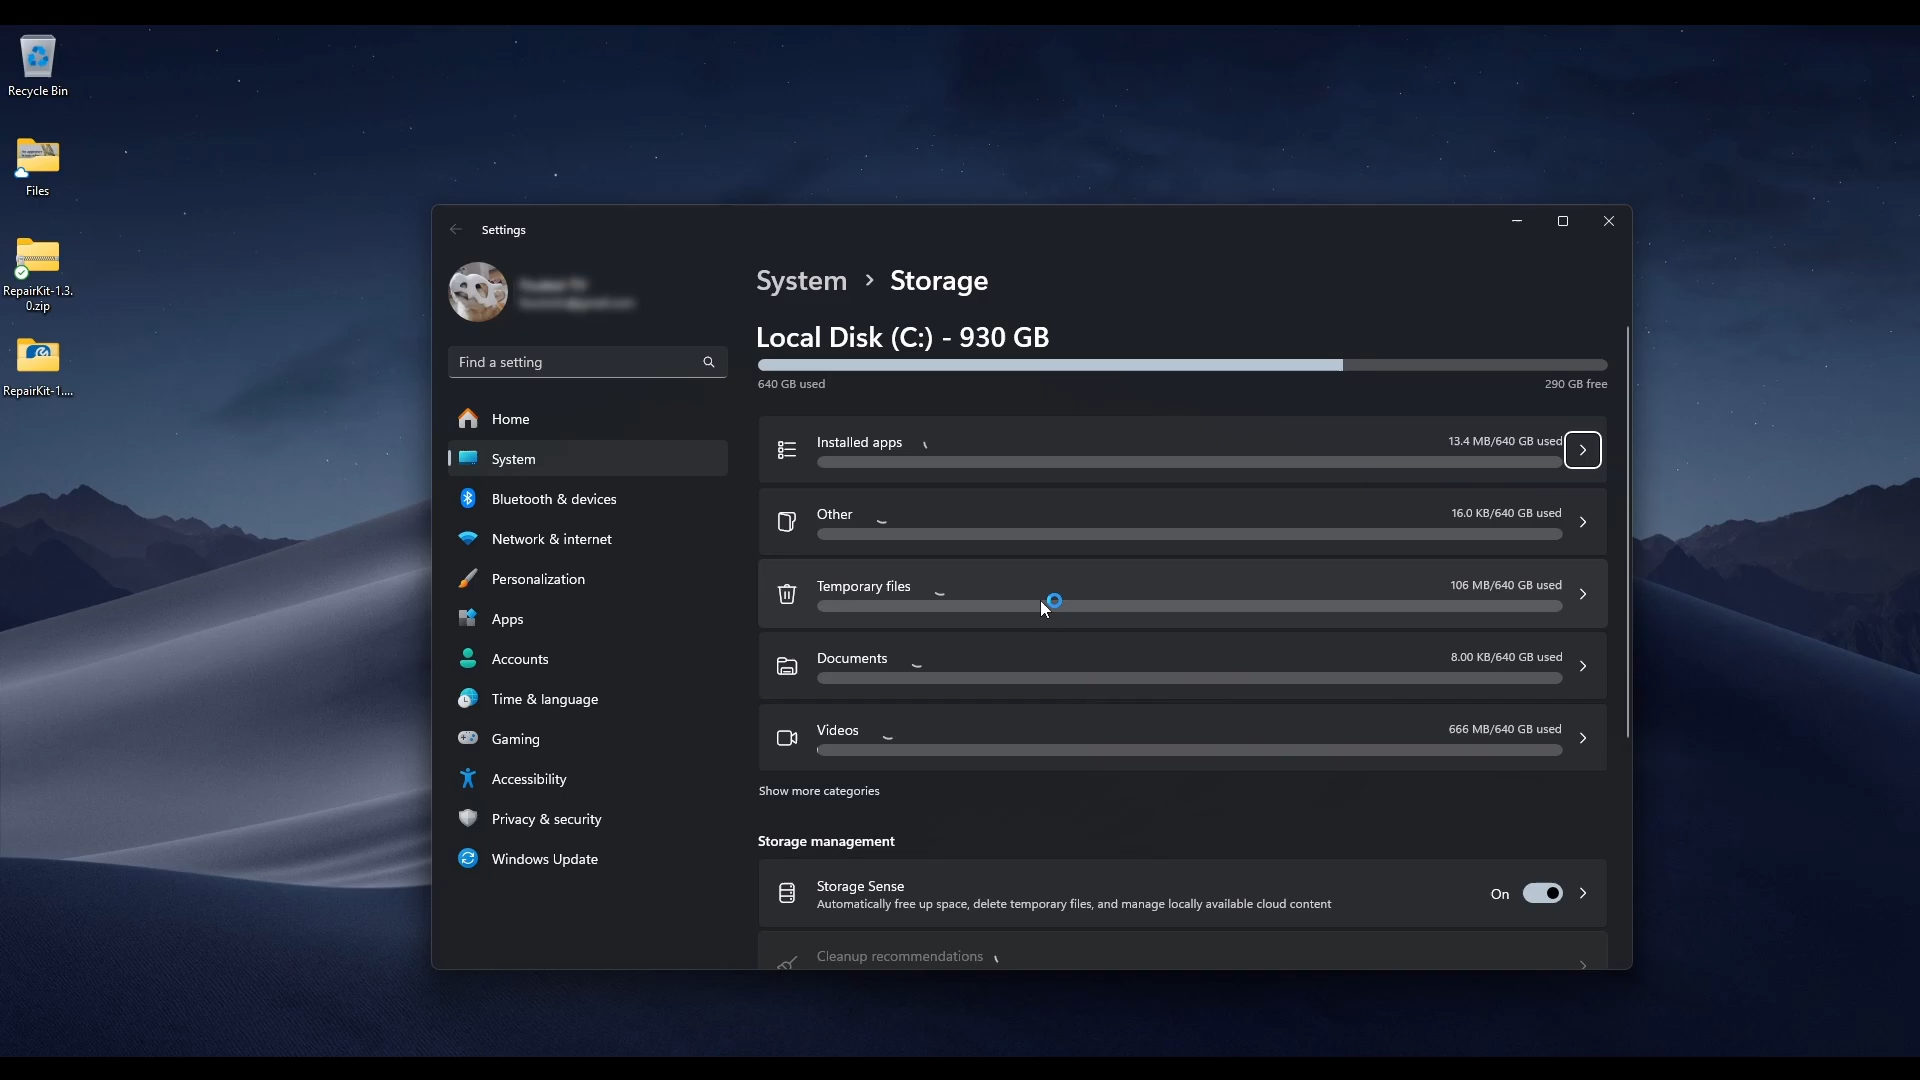 Recycle Bin
Files
RepairKit-1.3.
0.zip
RepairKit-1....
Settings
Find a setting
Home
System
Bluetooth & devices
Network & internet
Personalization
Apps
Accounts
Time & language
Gaming
Accessibility
Privacy & security
Windows Update
System > Storage
Local Disk (C:) - 930 GB
640 GB used
290 GB free
Installed apps
13.4 MB/640 GB used
Other
16.0 KB/640 GB used
Temporary files
106 MB/640 GB used
Documents
8.00 KB/640 GB used
Videos
666 MB/640 GB used
Show more categories
Storage management
Storage Sense
Automatically free up space, delete temporary files, and manage locally available cloud content
On
Cleanup recommendations